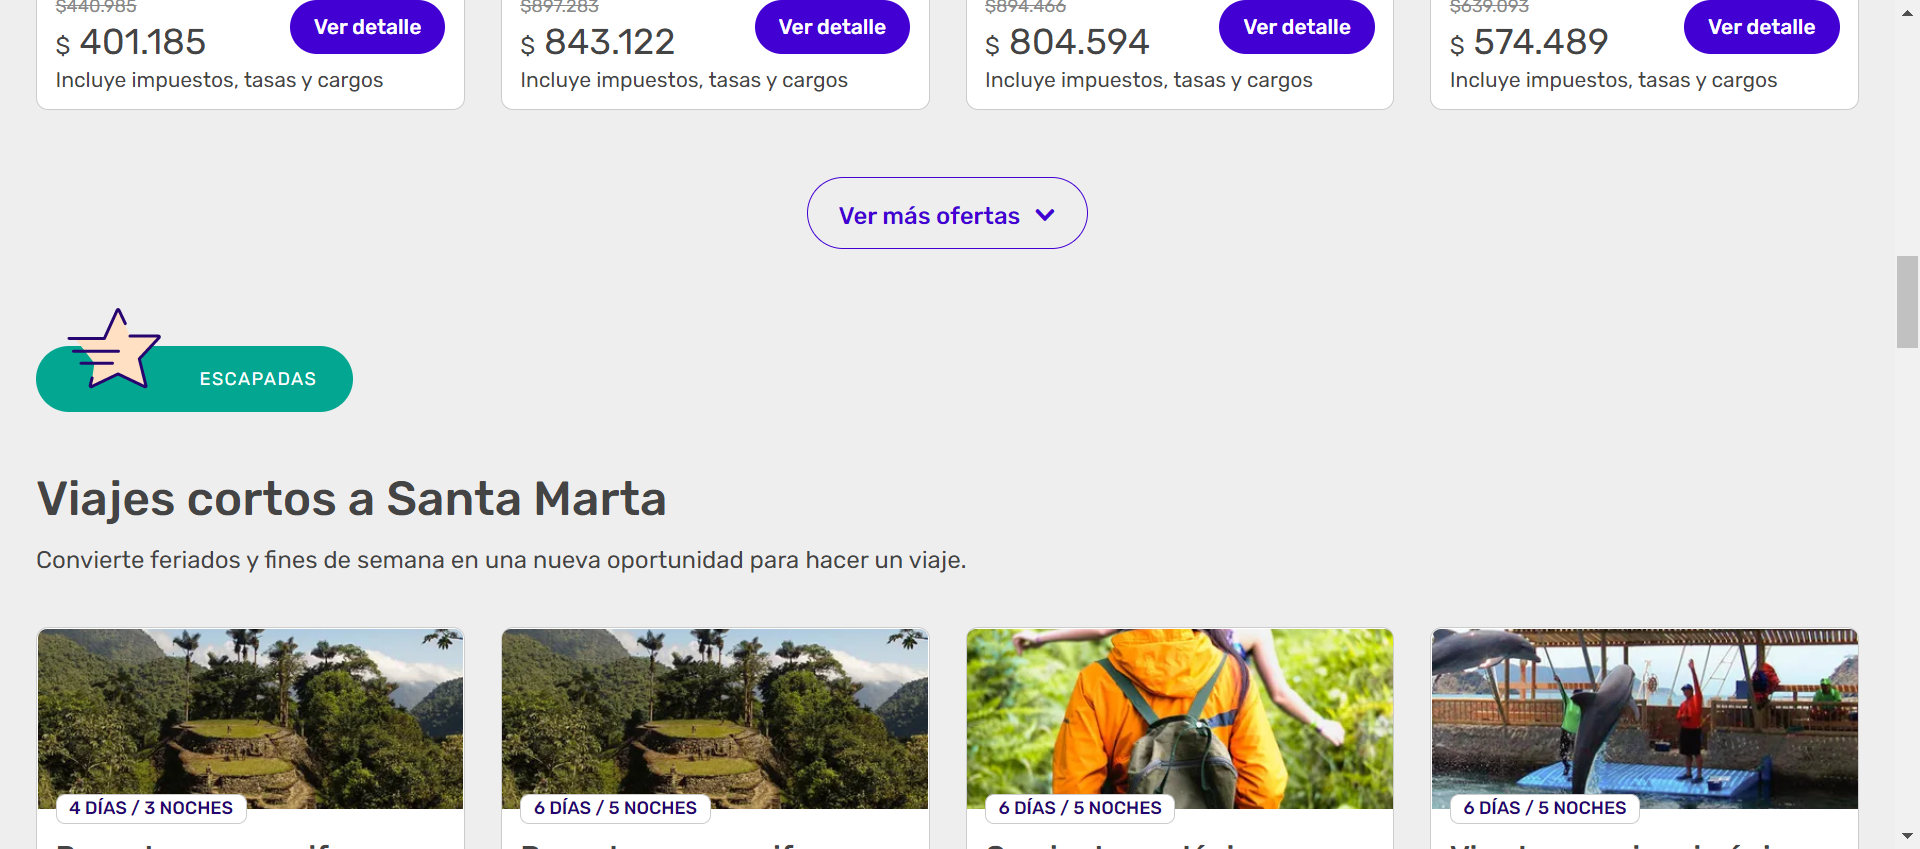 $440.985
$ 401.185
Ver detalle
Incluye impuestos, tasas y cargos
$897.283
$ 843.122
Ver detalle
Incluye impuestos, tasas y cargos
$894.466
$ 804.594
Ver detalle
Incluye impuestos, tasas y cargos
$639.093
$ 574.489
Ver detalle
Incluye impuestos, tasas y cargos
Ver más ofertas
ESCAPADAS
Viajes cortos a Santa Marta
Convierte feriados y fines de semana en una nueva oportunidad para hacer un viaje.
4 DÍAS / 3 NOCHES
6 DÍAS / 5 NOCHES
6 DÍAS / 5 NOCHES
6 DÍAS / 5 NOCHES